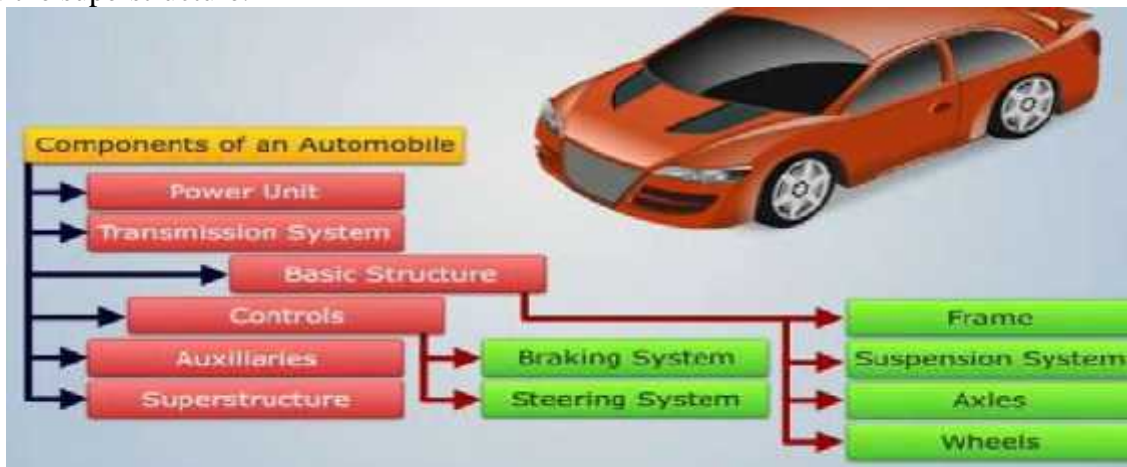 Components of an Automobile
Power Unit
Transmission System
Basic Structure
Controls
Frame
Auxiliaries
Braking System
Suspension System
Superstructure
Steering System
Axles
Wheels